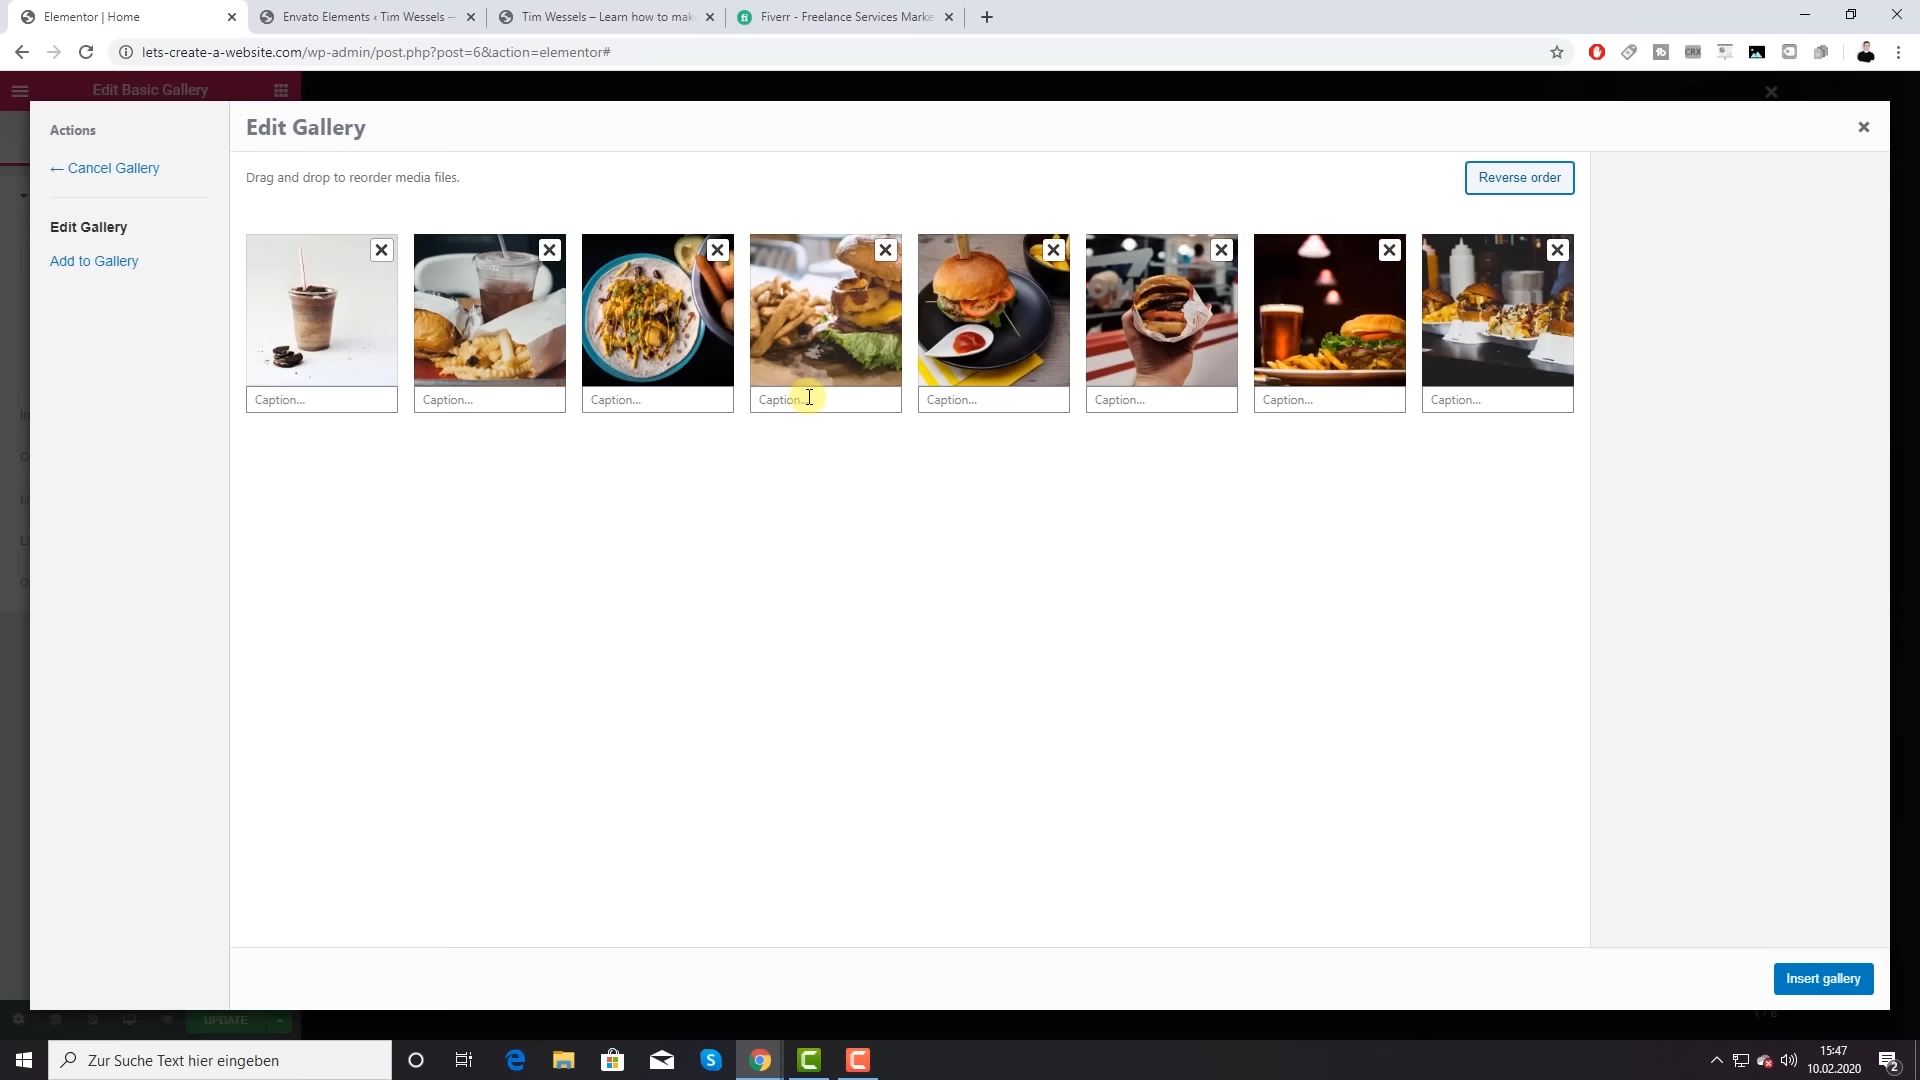 Elementor | Home
Envato Elements ‹ Tim Wessels —
Tim Wessels – Learn how to mak
Fiverr - Freelance Services Marke
lets-create-a-website.com/wp-admin/post.php?post=6&action=elementor#
Edit Basic Gallery
Actions
Edit Gallery
← Cancel Gallery
Drag and drop to reorder media files.
Reverse order
Edit Gallery
Add to Gallery
Caption...
Caption...
Caption...
Caption...
Caption...
Caption...
Caption...
Caption...
Insert gallery
UPDATE
Zur Suche Text hier eingeben
15:47
10.02.2020
2